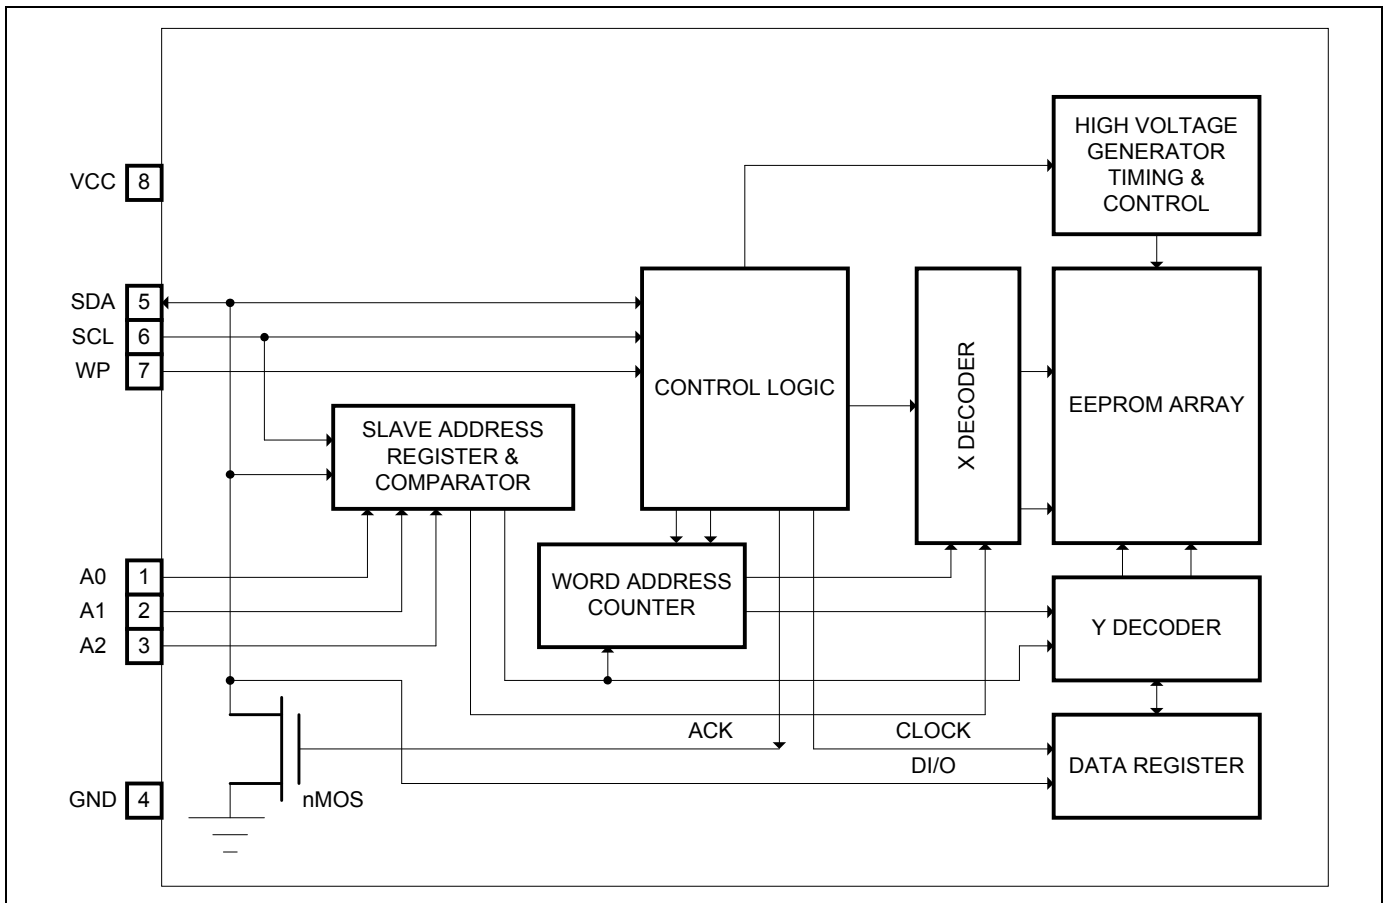 HIGH VOLTAGE
GENERATOR
TIMING &
CONTROL
VCC 8
SDA 5
SCL 6
WP 7
CONTROL LOGIC
X DECODER
EEPROM ARRAY
SLAVE ADDRESS
REGISTER &
COMPARATOR
A0 1
A1 2
A2 3
WORD ADDRESS
COUNTER
Y DECODER
ACK
CLOCK
DI/O
DATA REGISTER
GND 4
nMOS